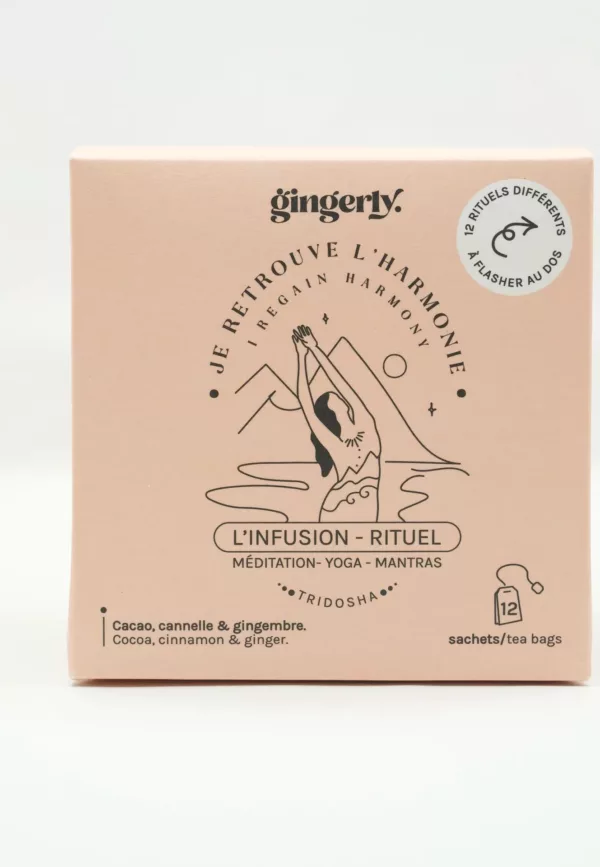 gingerly.
12 RITUELS DIFFÉRENTS
À FLASHER AU DOS
• JE RETROUVE L'HARMONIE •
I REGAIN HARMONY
L'INFUSION - RITUEL
MÉDITATION- YOGA - MANTRAS
TRIDOSHA
Cacao, cannelle & gingembre.
Cocoa, cinnamon & ginger.
12
sachets/tea bags